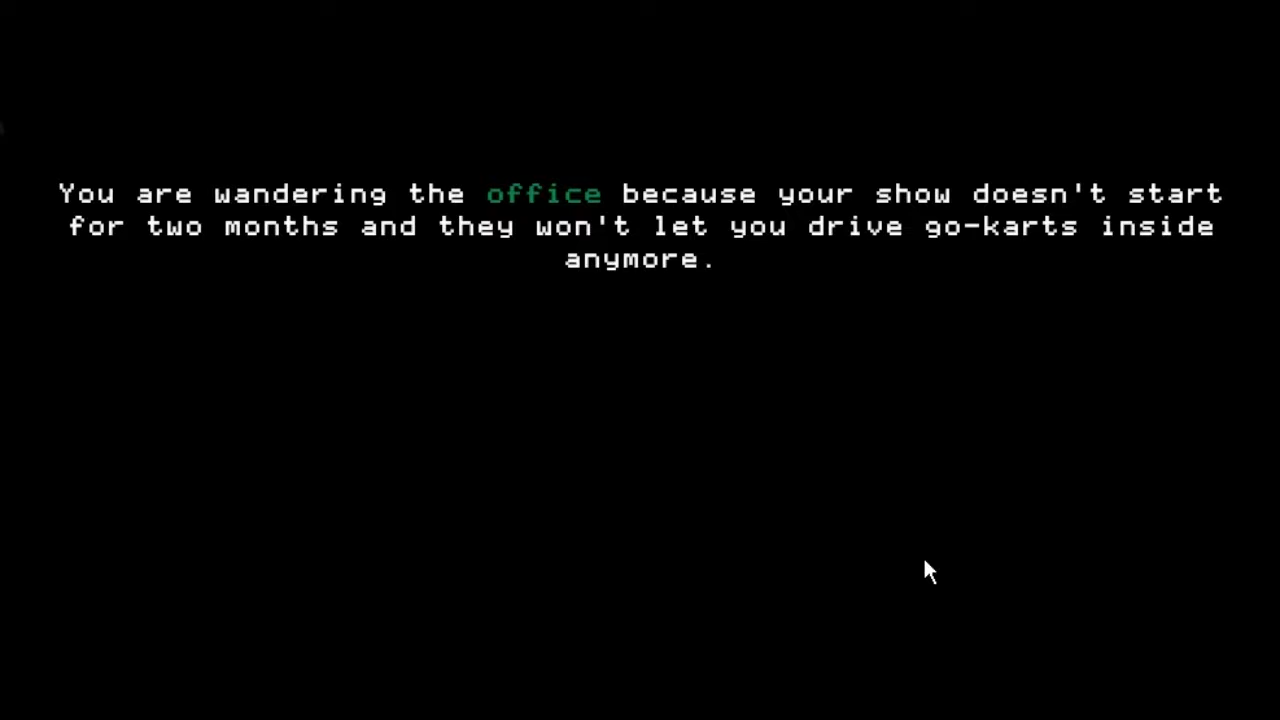 You are wandering the office because your show doesn't start
for two months and they won't let you drive go-karts inside
anymore.